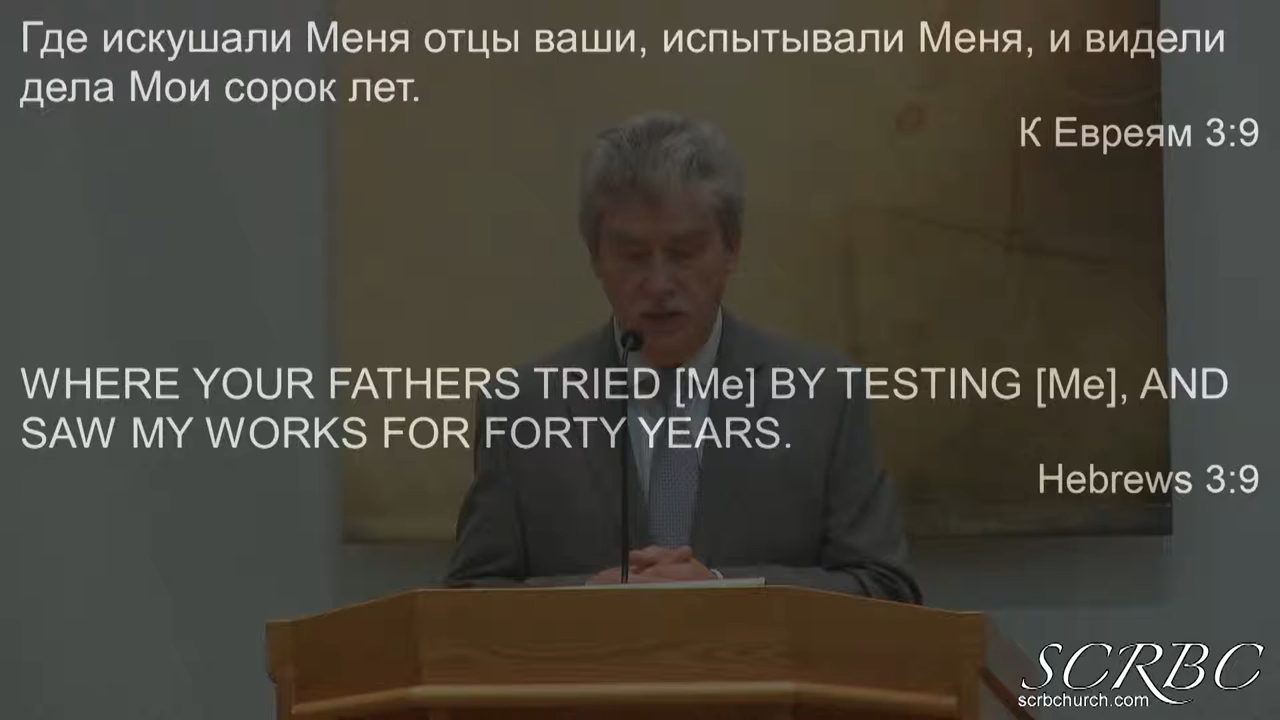 Где искушали Меня отцы ваши, испытывали Меня, и видели
дела Мои сорок лет.
К Евреям 3:9
WHERE YOUR FATHERS TRIED [Me] BY TESTING [Me], AND
SAW MY WORKS FOR FORTY YEARS.
Hebrews 3:9
SCRBC
scrbchurch.com